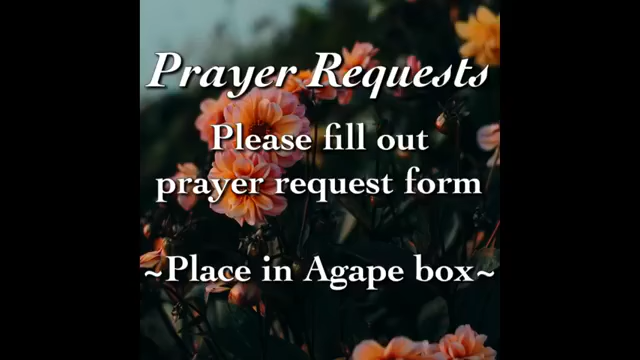 Prayer Requests
Please fill out
prayer request form
~Place in Agape box~